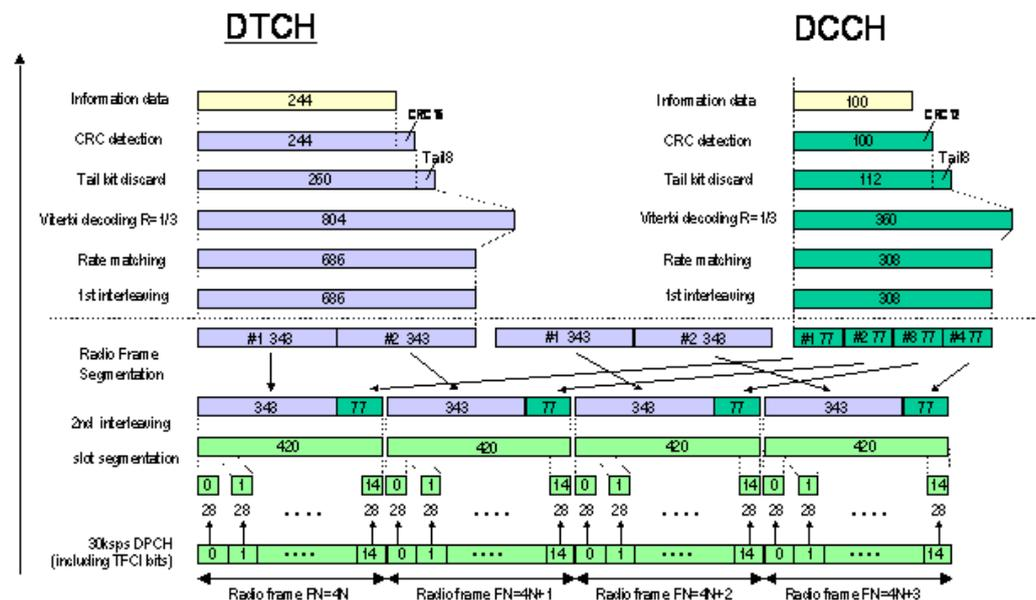 DTCH DCCH
Information data 244 Information data 100
CRC16 CRC12
CRC detection 244 CRC detection 100
Tail8 Tail8
Tail bit discard 260 Tail bit discard 112
Viterbi decoding R=1/3 804 Viterbi decoding R=1/3 360
Rate matching 686 Rate matching 308
1st interleaving 686 1st interleaving 308
#1 343 #2 343 #1 343 #2 343 #1 77 #2 77 #3 77 #4 77
Radio Frame
Segmentation
343 77 343 77 343 77 343 77
2nd interleaving
420 420 420 420
slot segmentation
0 1 14 0 1 14 0 1 14 0 1 14
28 28 .... 28 28 28 .... 28 28 28 .... 28 28 28 .... 28
30ksps DPCH
(including TFCI bits)
0 1 .... 14 0 1 .... 14 0 1 .... 14 0 1 .... 14
Radio frame FN=4N Radio frame FN=4N+1 Radio frame FN=4N+2 Radio frame FN=4N+3